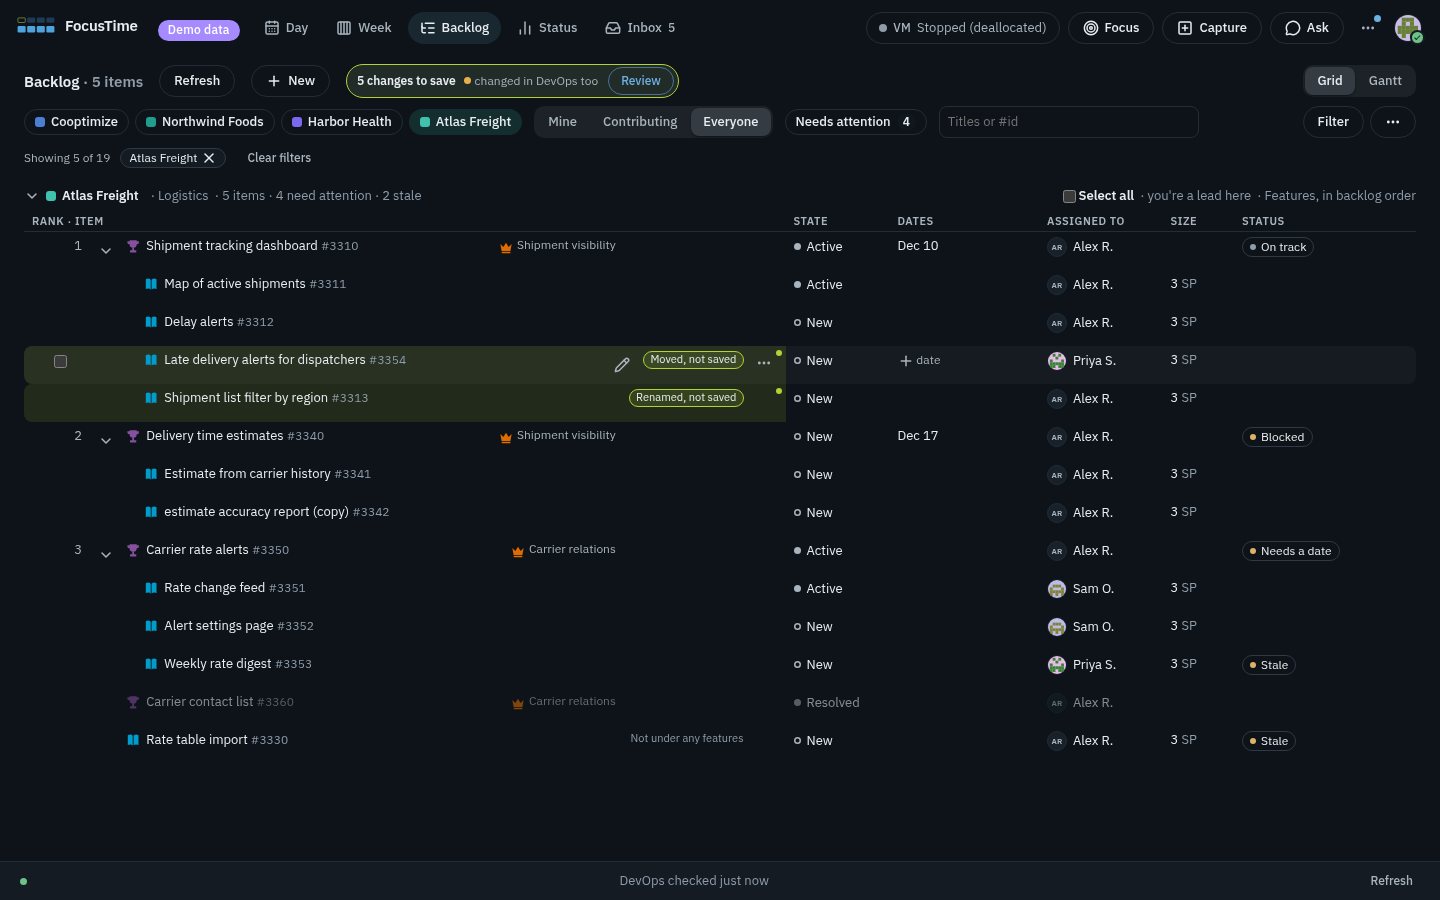 FocusTime Demo data Day Week Backlog Status Inbox 5 VM Stopped (deallocated) Focus Capture Ask
Backlog · 5 items Refresh New 5 changes to save changed in DevOps too Review Grid Gantt
Cooptimize Northwind Foods Harbor Health Atlas Freight Mine Contributing Everyone Needs attention 4 Titles or #id Filter
Showing 5 of 19 Atlas Freight Clear filters
Atlas Freight · Logistics · 5 items · 4 need attention · 2 stale Select all · you're a lead here · Features, in backlog order
RANK · ITEM STATE DATES ASSIGNED TO SIZE STATUS
1 Shipment tracking dashboard #3310 Shipment visibility Active Dec 10 AR Alex R. On track
Map of active shipments #3311 Active AR Alex R. 3 SP
Delay alerts #3312 New AR Alex R. 3 SP
Late delivery alerts for dispatchers #3354 Moved, not saved New + date Priya S. 3 SP
Shipment list filter by region #3313 Renamed, not saved New AR Alex R. 3 SP
2 Delivery time estimates #3340 Shipment visibility New Dec 17 AR Alex R. Blocked
Estimate from carrier history #3341 New AR Alex R. 3 SP
estimate accuracy report (copy) #3342 New AR Alex R. 3 SP
3 Carrier rate alerts #3350 Carrier relations Active AR Alex R. Needs a date
Rate change feed #3351 Active Sam O. 3 SP
Alert settings page #3352 New Sam O. 3 SP
Weekly rate digest #3353 New Priya S. 3 SP Stale
Carrier contact list #3360 Carrier relations Resolved AR Alex R.
Rate table import #3330 Not under any features New AR Alex R. 3 SP Stale
DevOps checked just now Refresh